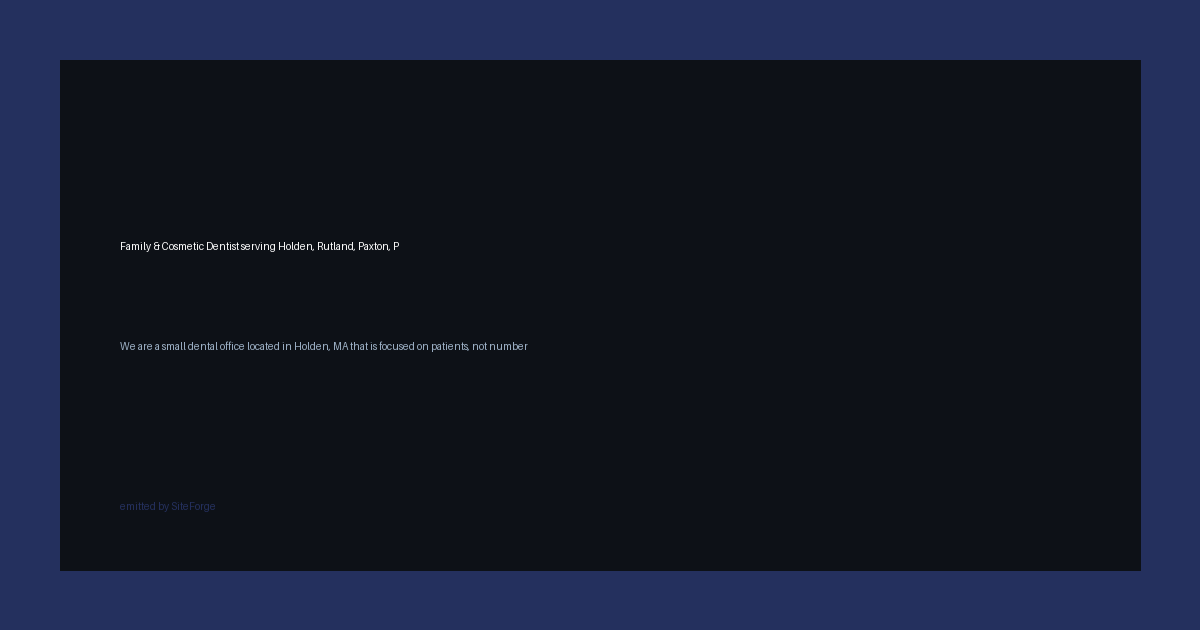 Family & Cosmetic Dentist serving Holden, Rutland, Paxton, P
We are a small dental office located in Holden, MA that is focused on patients, not number
emitted by SiteForge